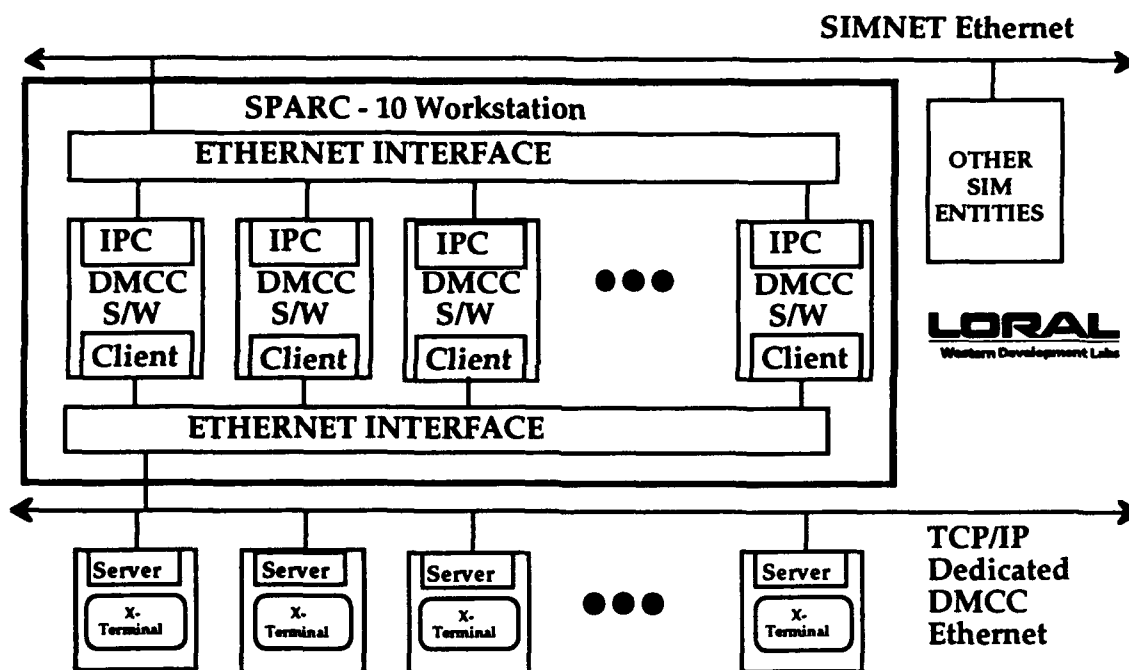 SIMNET Ethernet
SPARC - 10 Workstation
ETHERNET INTERFACE
OTHER
SIM
ENTITIES
IPC
DMCC
S/W
Client
IPC
DMCC
S/W
Client
IPC
DMCC
S/W
Client
IPC
DMCC
S/W
Client
LORAL
Western Development Labs
ETHERNET INTERFACE
TCP/IP
Dedicated
DMCC
Ethernet
Server
X-
Terminal
Server
X-
Terminal
Server
X-
Terminal
Server
X-
Terminal